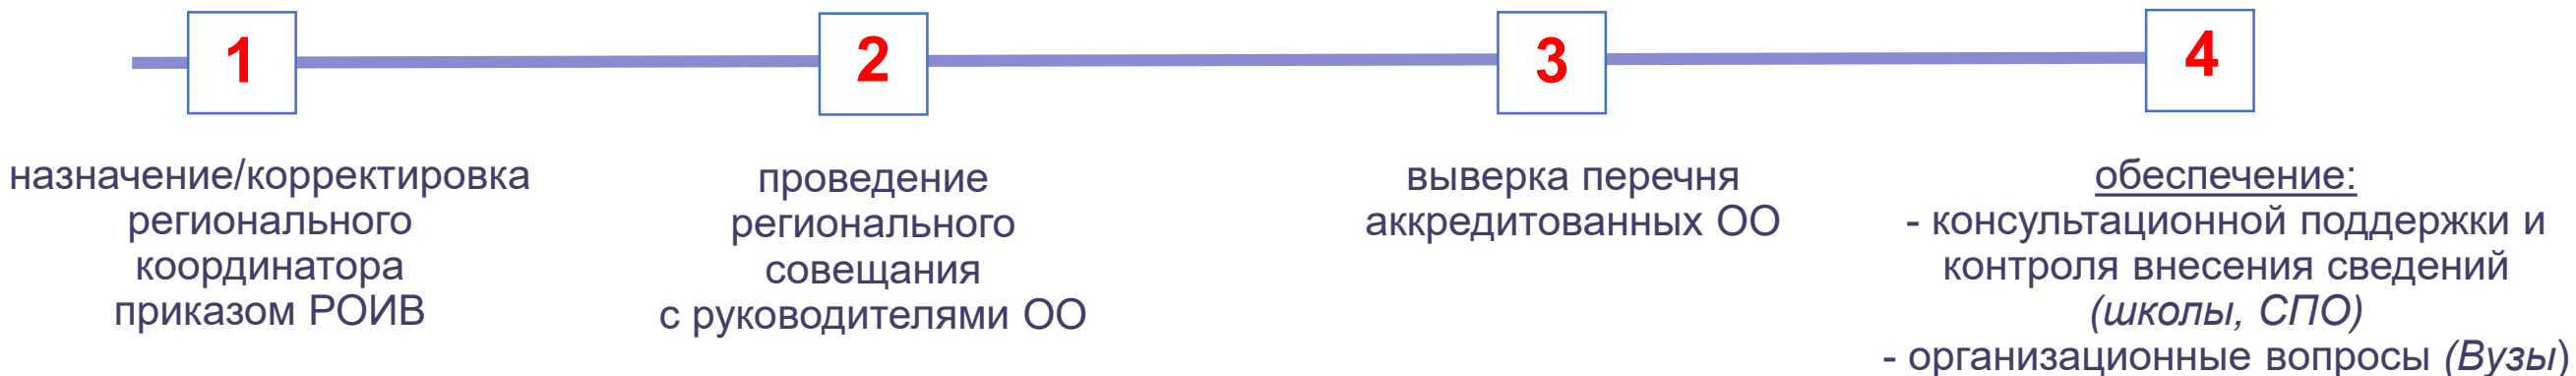 1
назначение/корректировка
регионального
координатора
приказом РОИВ
2
проведение
регионального
совещания
с руководителями ОО
3
выверка перечня
аккредитованных ОО
4
обеспечение:
- консультационной поддержки и
контроля внесения сведений
(школы, СПО)
- организационные вопросы (Вузы)